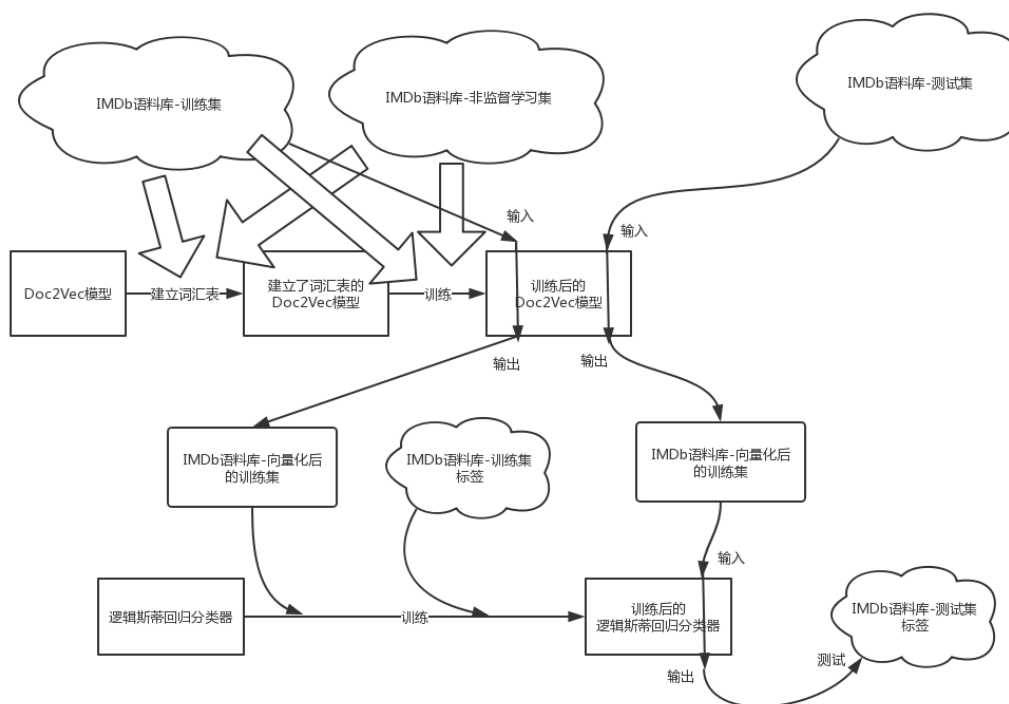 IMDb语料库-训练集
IMDb语料库-非监督学习集
IMDb语料库-测试集
输入
输入
Doc2Vec模型
建立词汇表
建立了词汇表的
Doc2Vec模型
训练
训练后的
Doc2Vec模型
输出
输出
IMDb语料库-向量化后
的训练集
IMDb语料库-训练集
标签
IMDb语料库-向量化后
的训练集
输入
逻辑斯蒂回归分类器
训练
训练后的
逻辑斯蒂回归分类器
IMDb语料库-测试集
标签
输出
测试